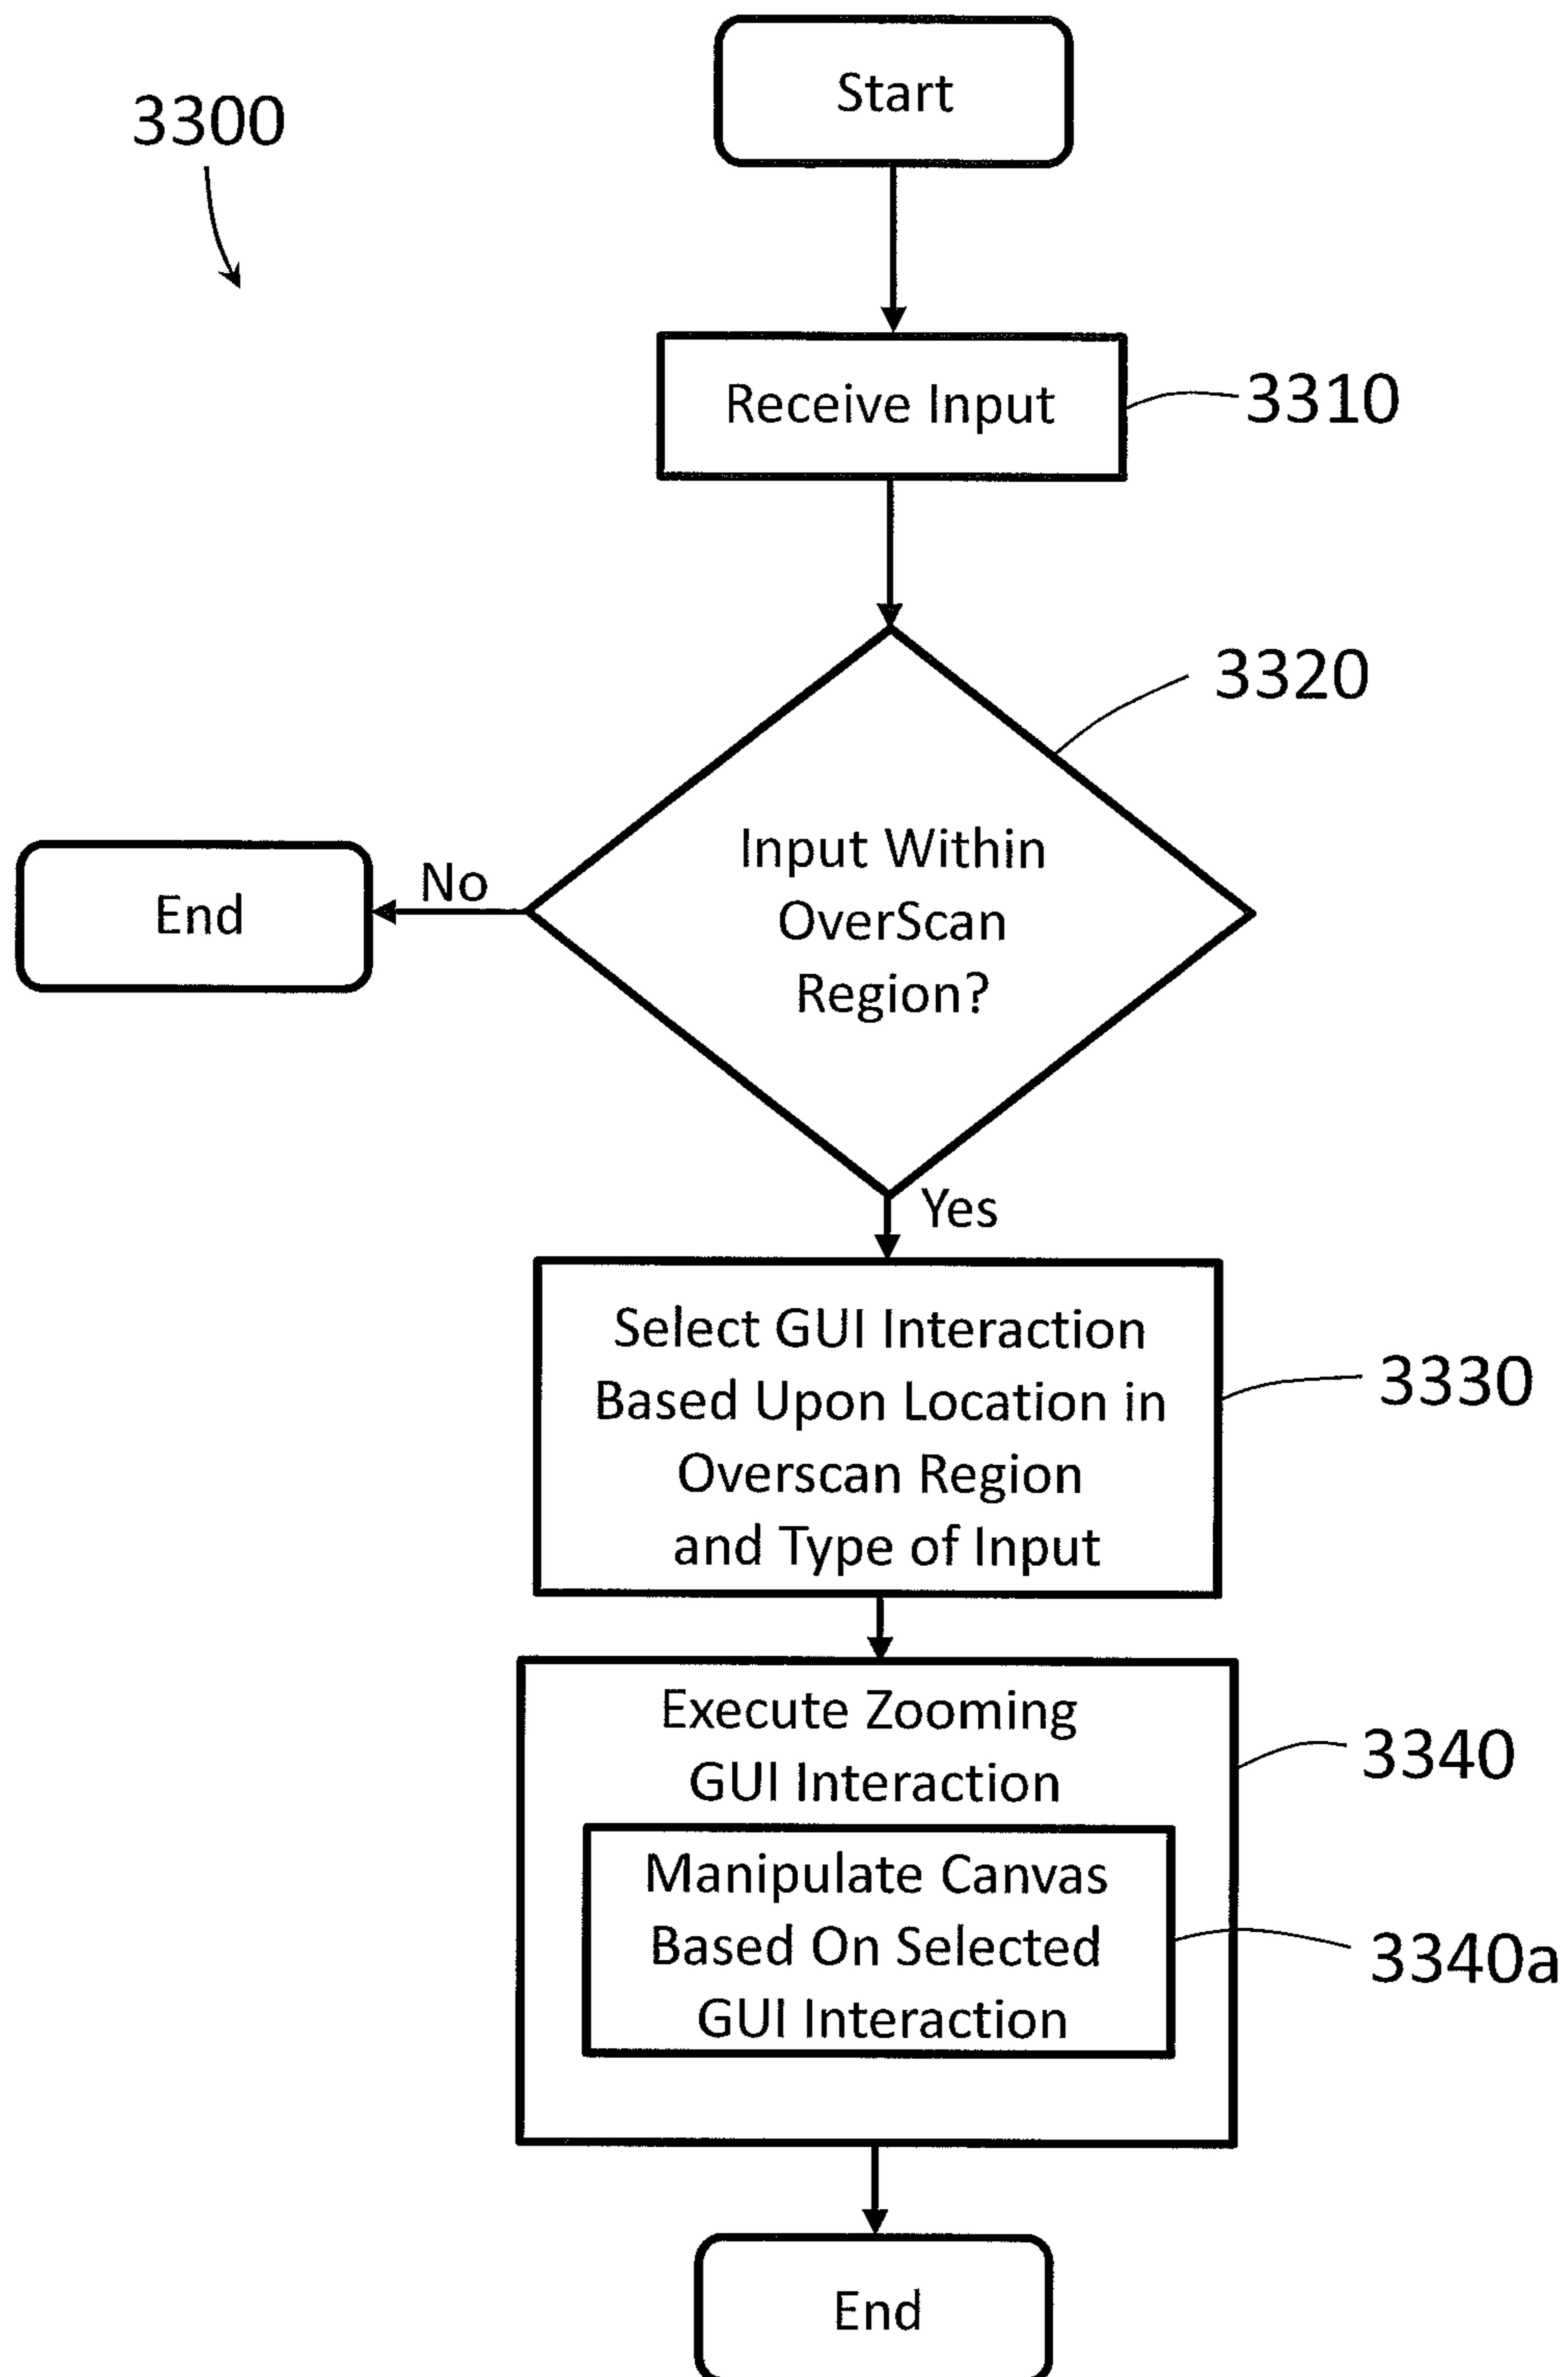 Start
3300
Receive Input
3310
3320
Input Within
OverScan
Region?
No
End
Yes
Select GUI Interaction
Based Upon Location in
Overscan Region
and Type of Input
3330
Execute Zooming
GUI Interaction
3340
Manipulate Canvas
Based On Selected
GUI Interaction
3340a
End